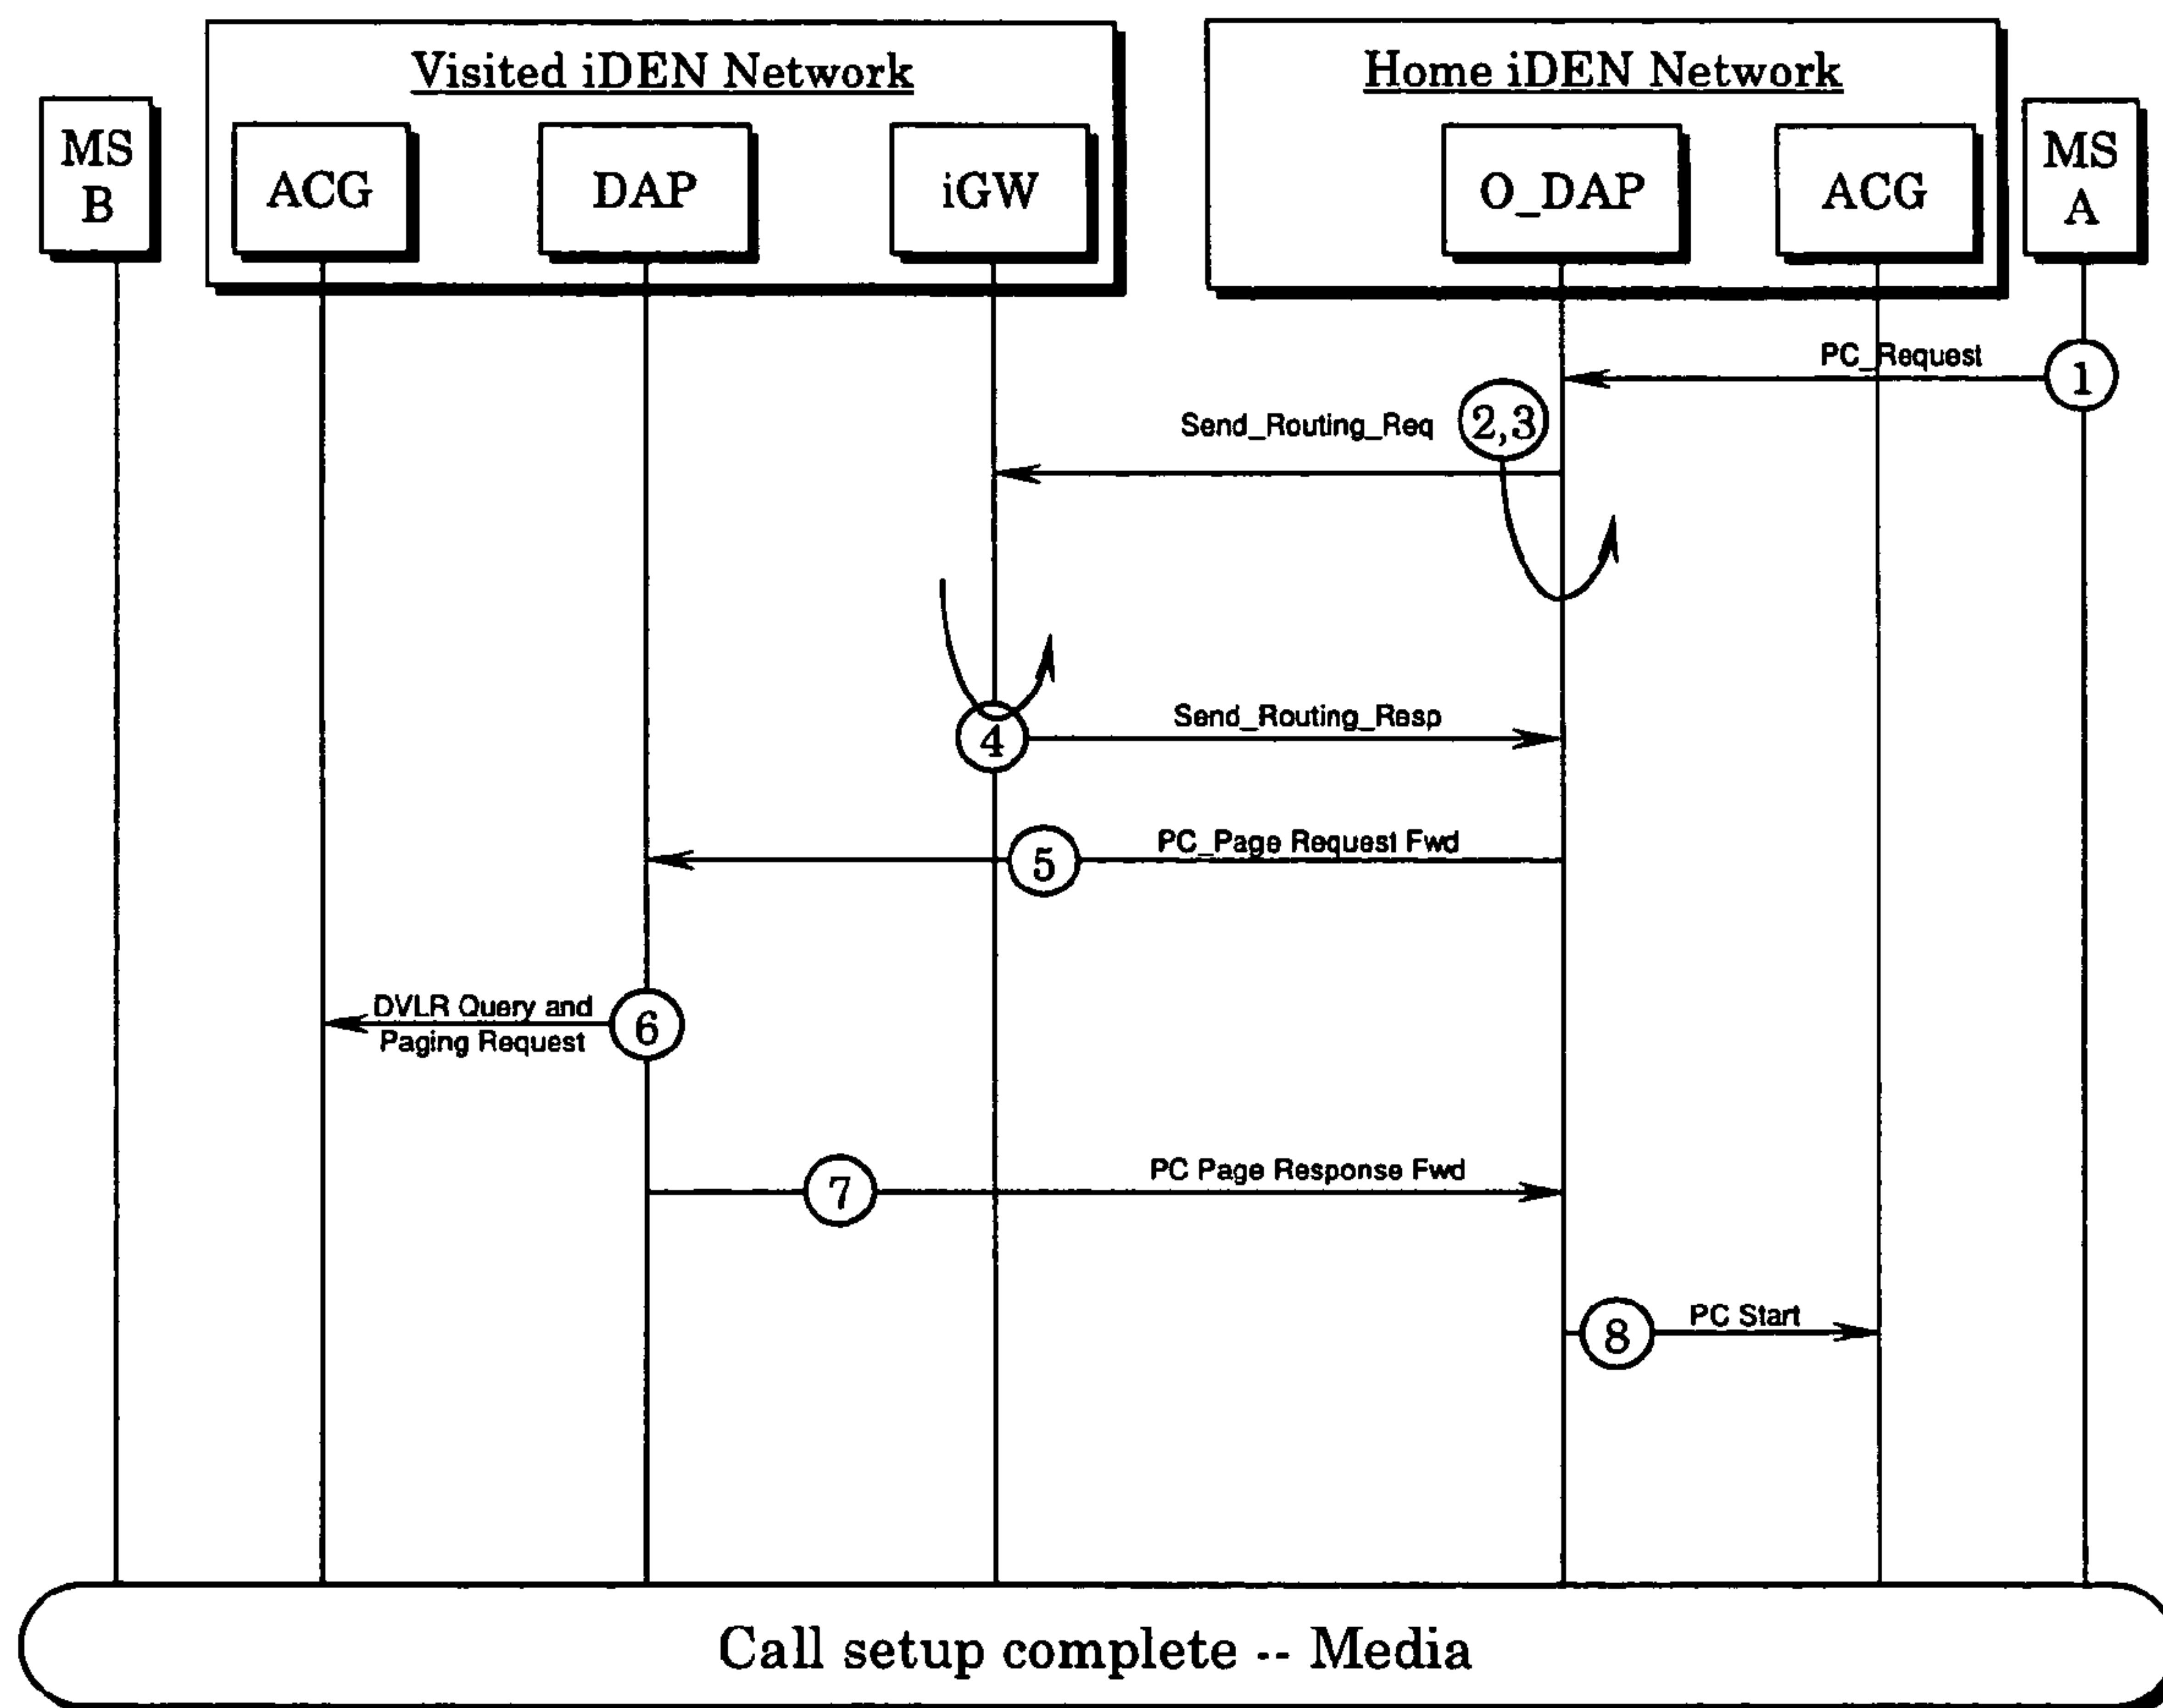 Visited iDEN Network
Home iDEN Network
MS
B
ACG
DAP
iGW
O_DAP
ACG
MS
A
PC_Request
1
Send_Routing_Req
2,3
4
Send_Routing_Resp
5
PC_Page Request Fwd
DVLR Query and
Paging Request
6
7
PC Page Response Fwd
8
PC Start
Call setup complete -- Media